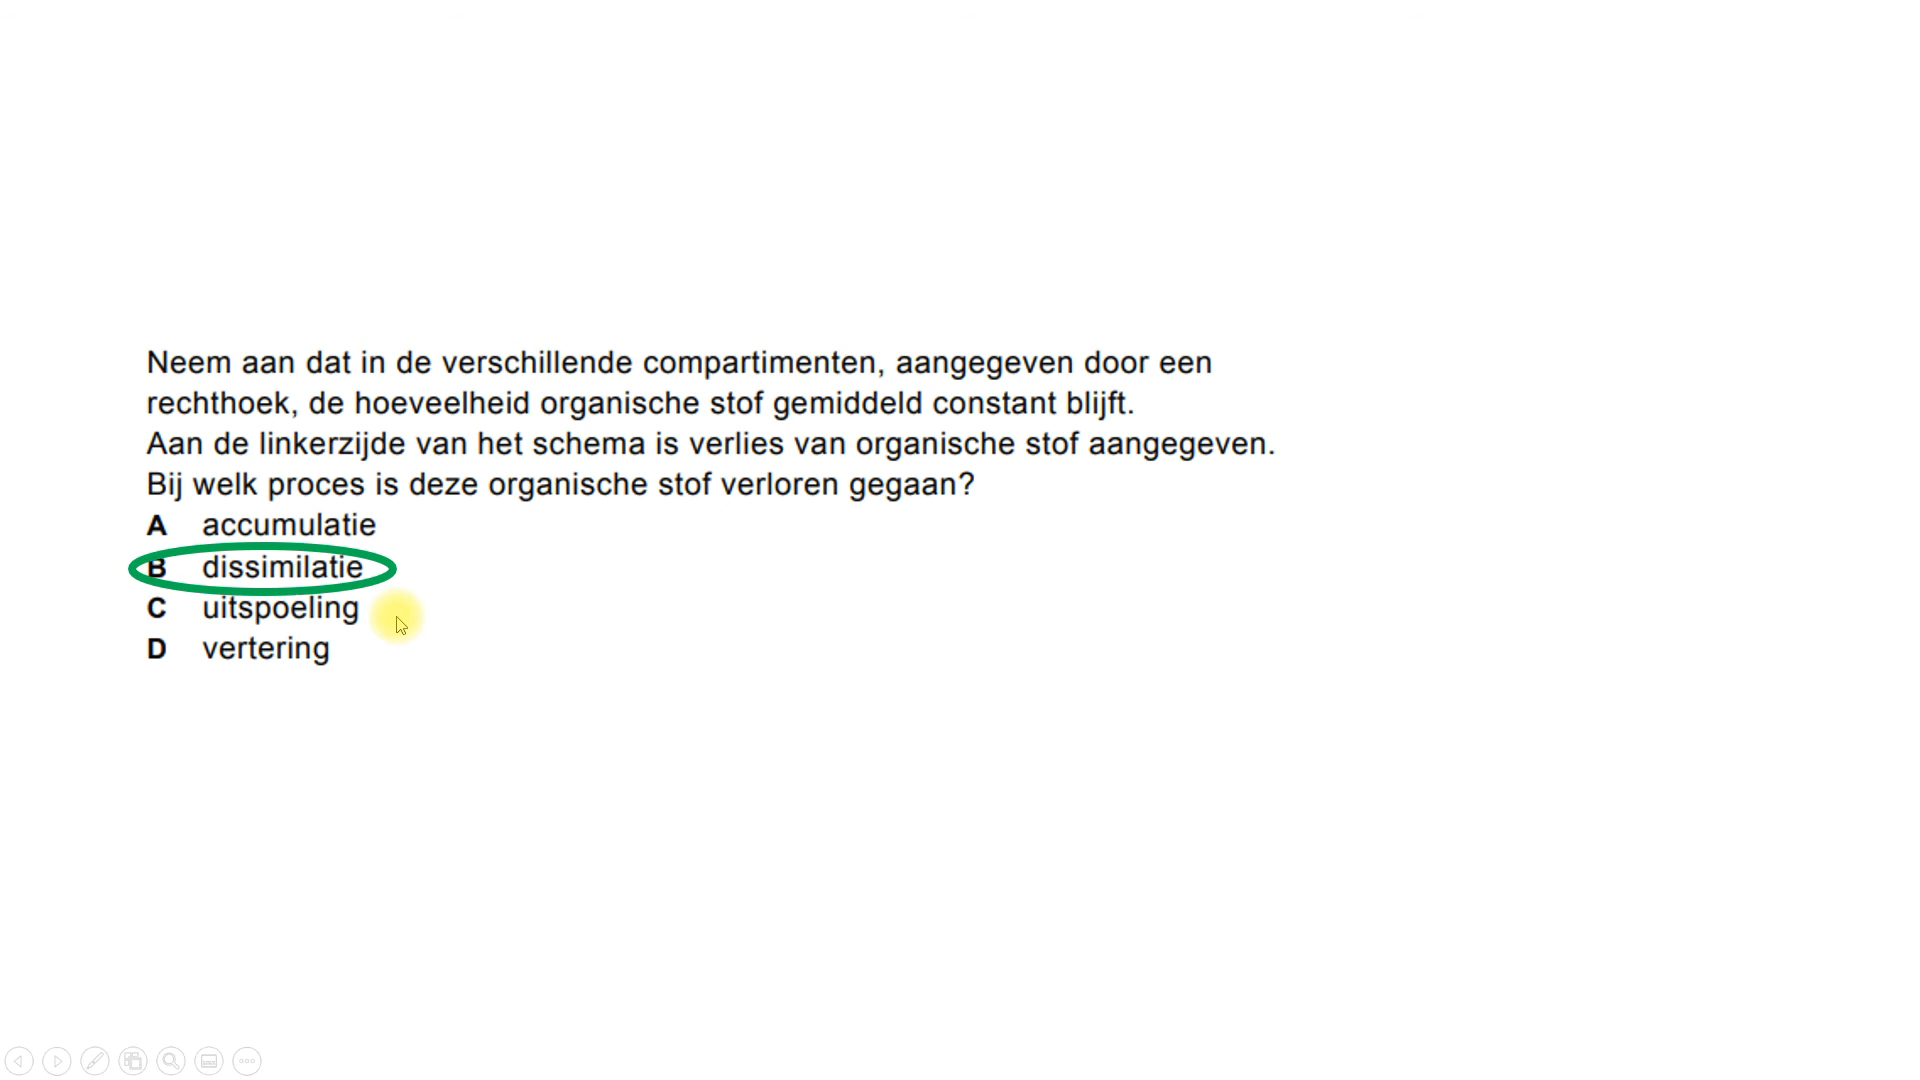 Neem aan dat in de verschillende compartimenten, aangegeven door een
rechthoek, de hoeveelheid organische stof gemiddeld constant blijft.
Aan de linkerzijde van het schema is verlies van organische stof aangegeven.
Bij welk proces is deze organische stof verloren gegaan?
A accumulatie
B dissimilatie
C uitspoeling
D vertering